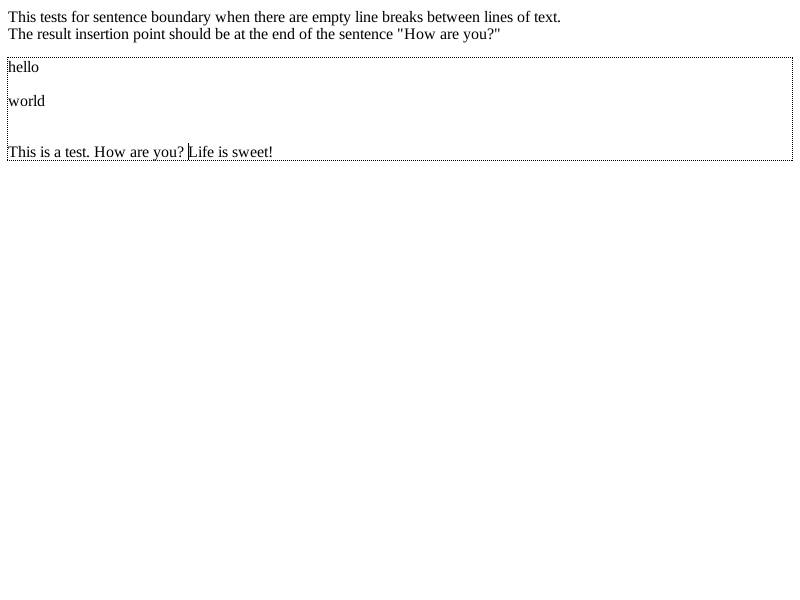 This tests for sentence boundary when there are empty line breaks between lines of text.
The result insertion point should be at the end of the sentence "How are you?"
hello
world
This is a test. How are you? Life is sweet!